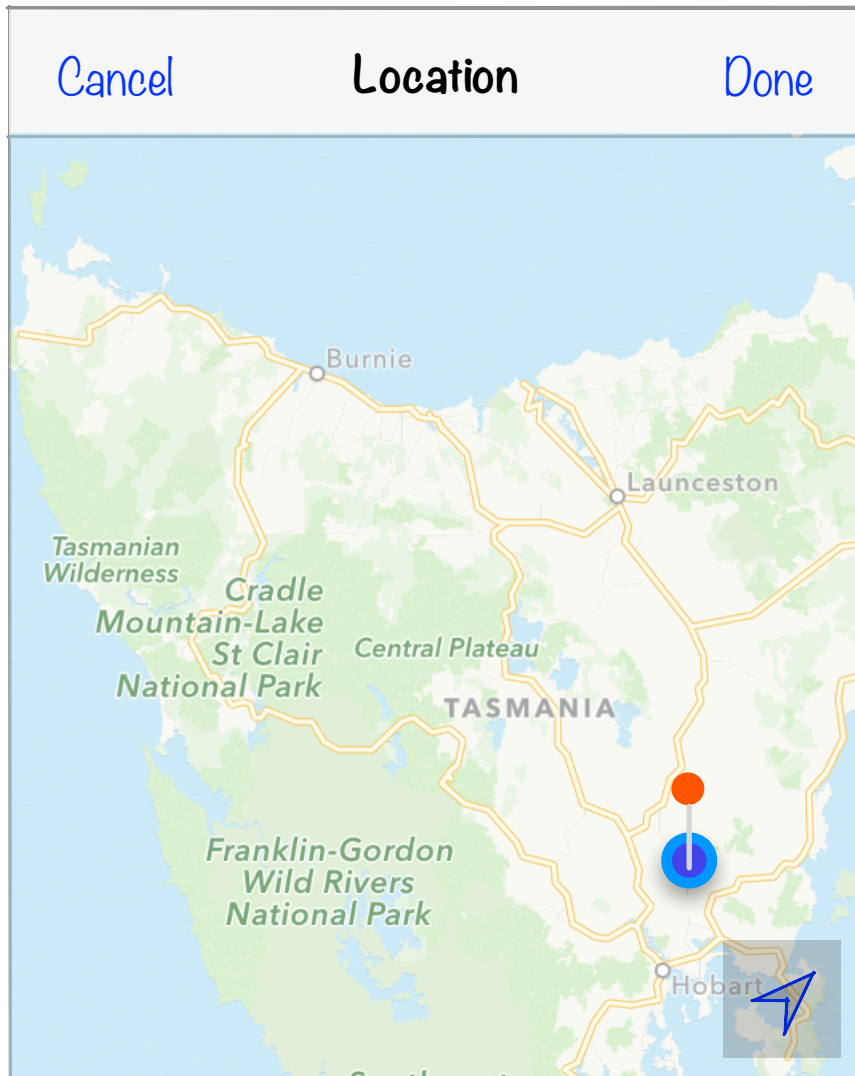 Cancel Location Done
Burnie
Launceston
Tasmanian
Wilderness
Cradle
Mountain-Lake
St Clair
National Park
Central Plateau
TASMANIA
Franklin-Gordon
Wild Rivers
National Park
Hobart